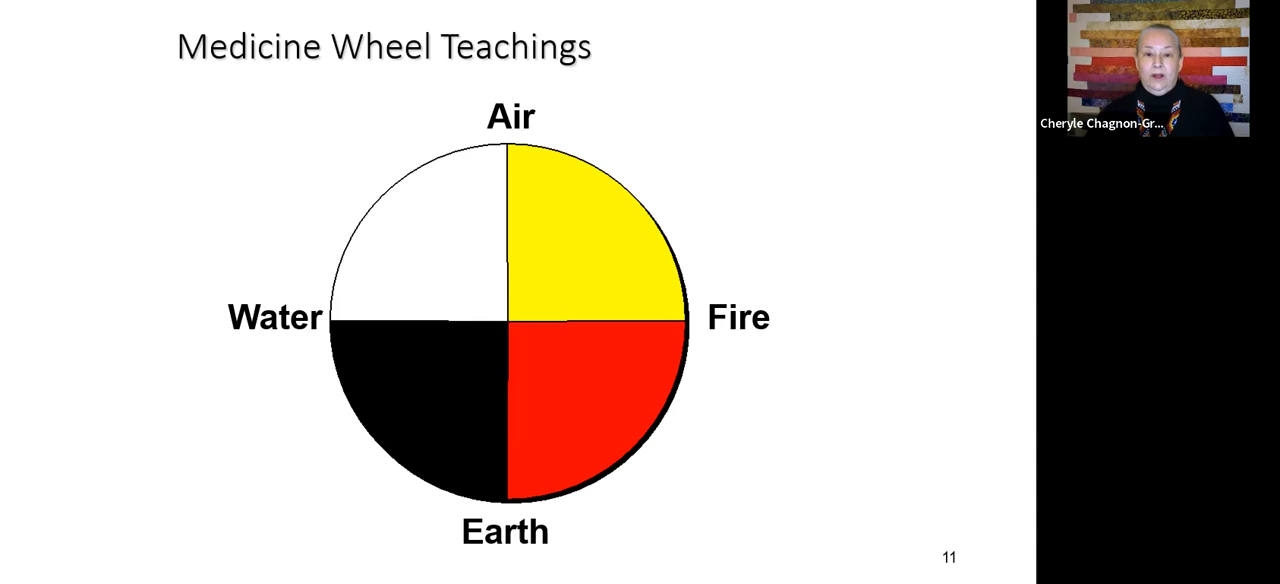 Medicine Wheel Teachings
Air
Water
Fire
Earth
11
Cheryle Chagnon-Gr...